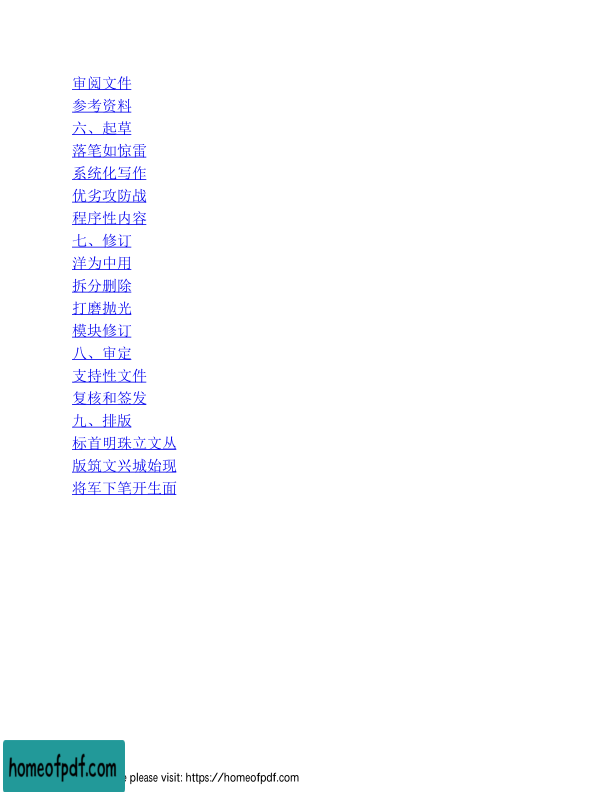 审阅文件
参考资料
六、起草
落笔如惊雷
系统化写作
优劣攻防战
程序性内容
七、修订
洋为中用
拆分删除
打磨抛光
模块修订
八、审定
支持性文件
复核和签发
九、排版
标首明珠立文丛
版筑文兴城始现
将军下笔开生面
homeofpdf.com
e please visit: https://homeofpdf.com